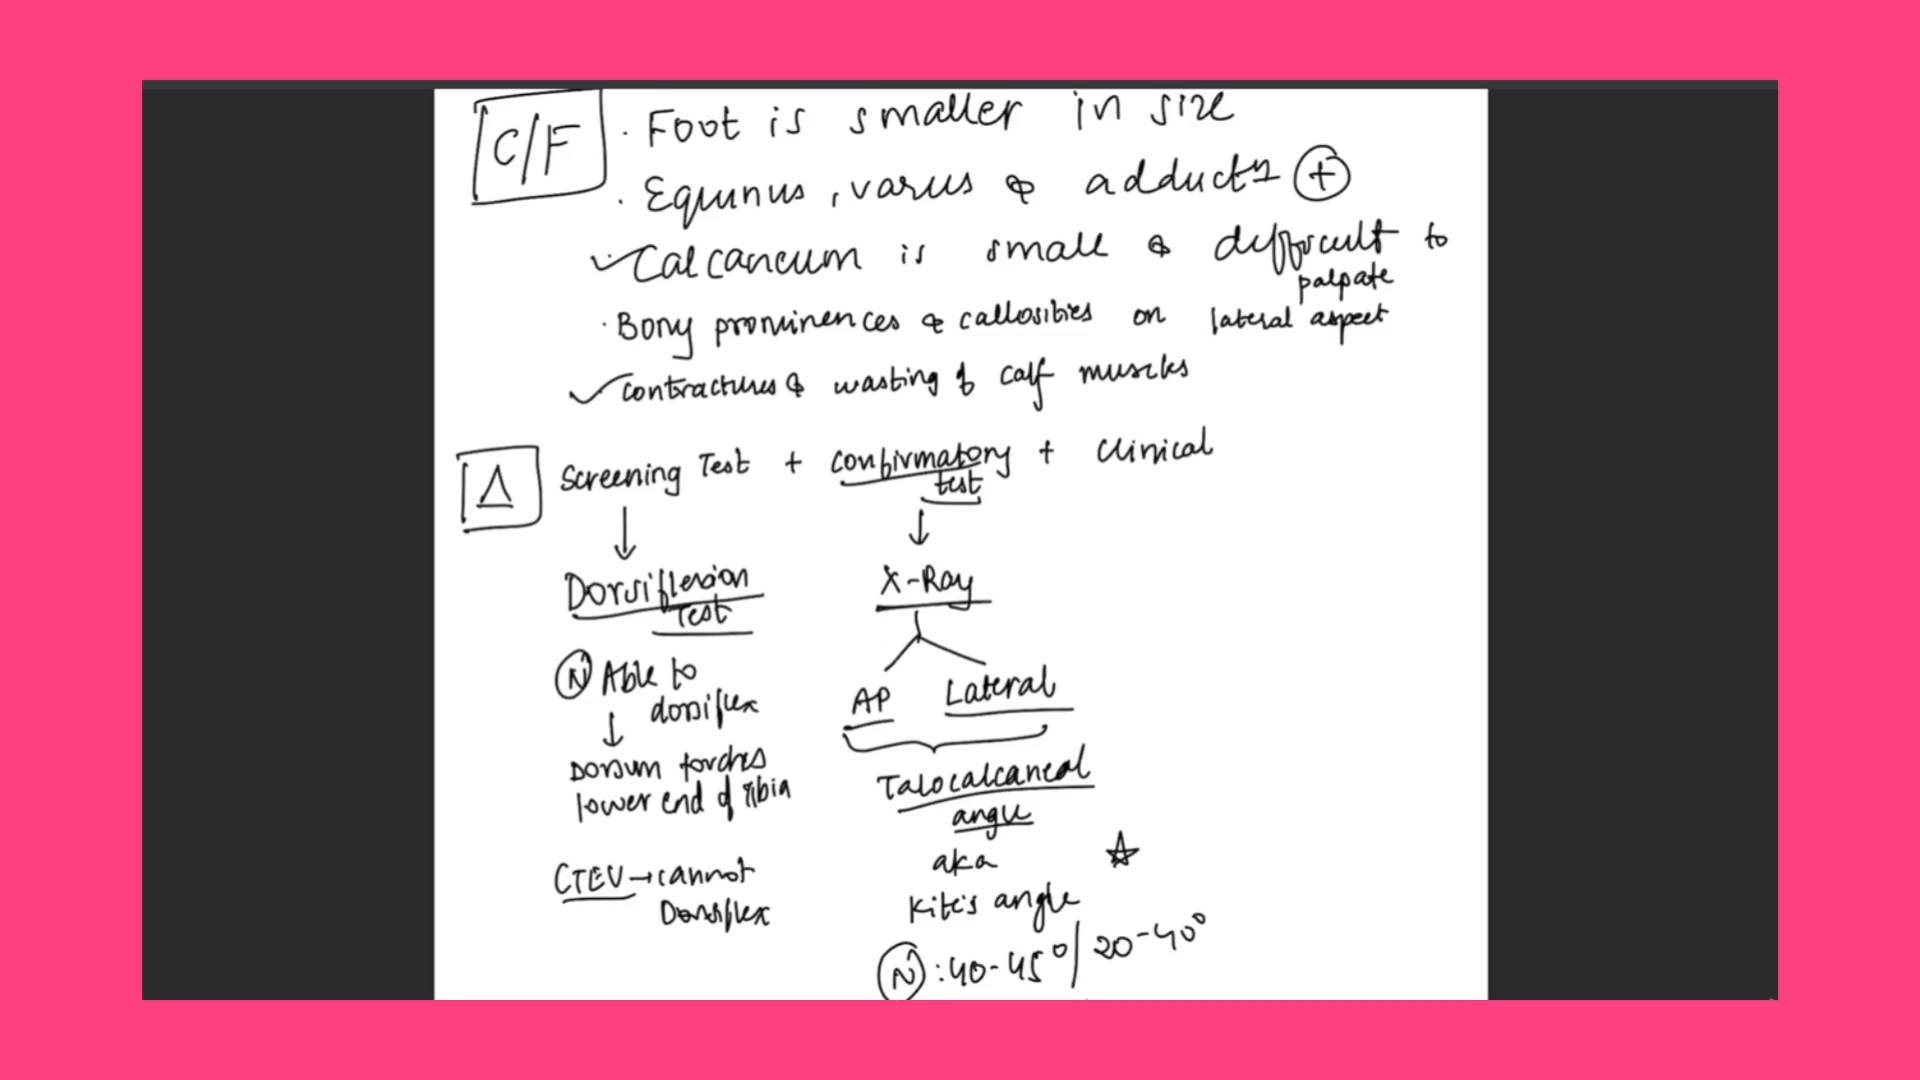 C/F
· Foot is smaller in size
· Equinus, varus & adducts +
Calcaneum is small & difficult to
palpate
· Bony prominences & callosities on lateral aspect
contractures & wasting of calf muscles
Δ
Screening Test + confirmatory + clinical
test
Dorsiflexion
Test
X-Ray
N Able to
dorsiflex
AP
Lateral
Dorsum touches
lower end of tibia
Talocalcaneal
angle
aka
Kite's angle
CTEV → cannot
Dorsiflex
N : 40-45° / 20-40°